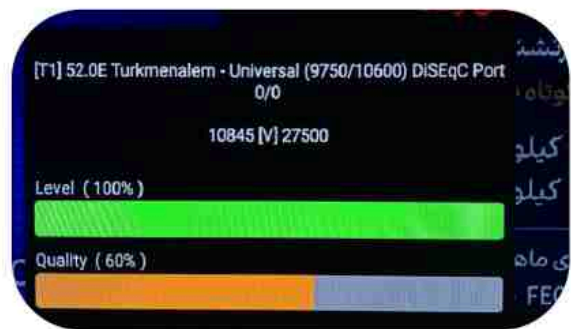 [T1] 52.0E Turkmenalem - Universal (9750/10600) DiSEqC Port
0/0
10845 [V] 27500
Level ( 100% )
Quality ( 60% )
کیلو
کیلو
FEC